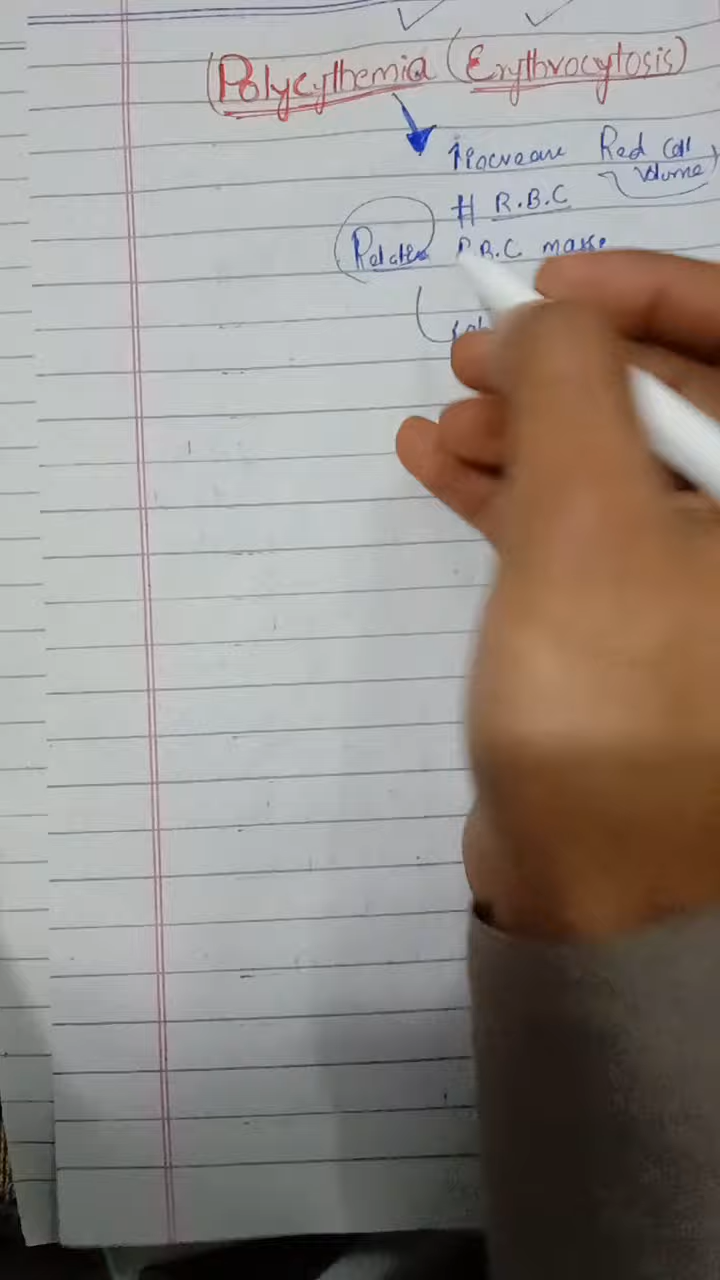 (Polycythemia (Erythrocytosis)
↑ Increase Red Cell
Volume
# R.B.C
Relative R.B.C mass